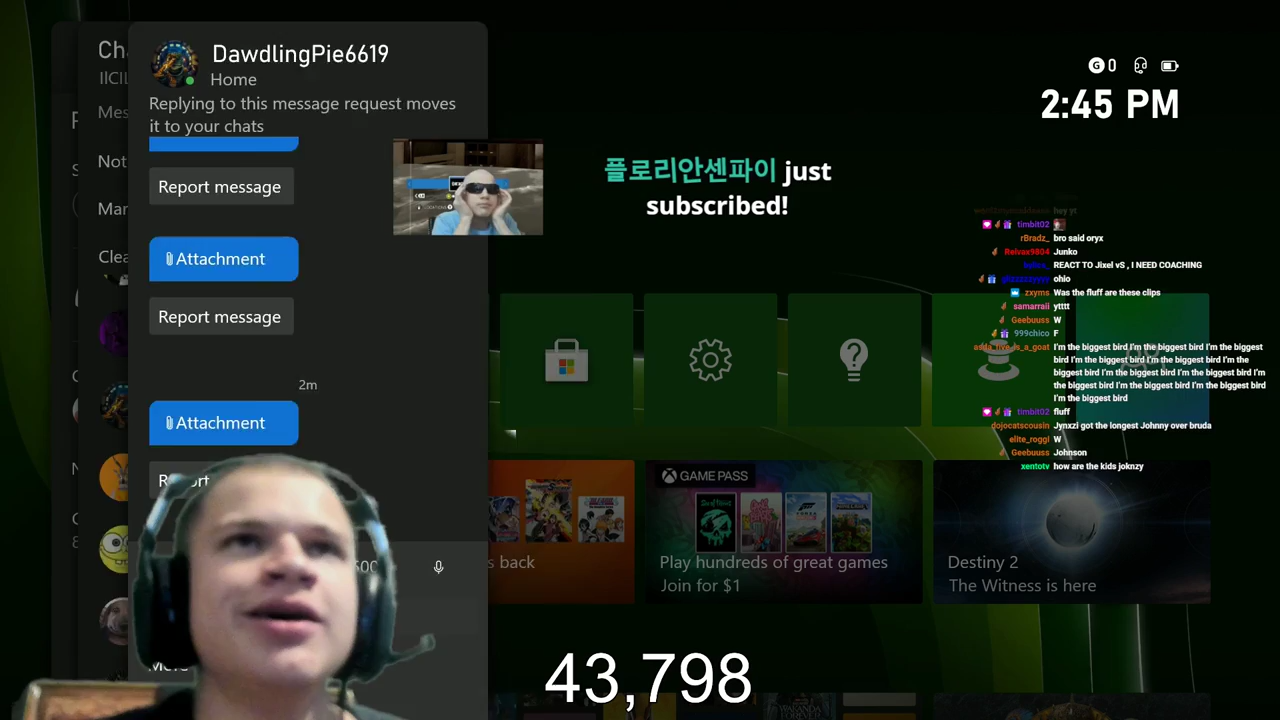 Cha
DawdlingPie6619
Home
Replying to this message request moves
it to your chats
Report message
Attachment
Report message
2m
Attachment
G 0
2:45 PM
플로리안센파이 just
subscribed!
timbit02
rBradz_ bro said oryx
Reivax9804 Junko
REACT TO Jixel vS , I NEED COACHING
ohio
zxyms Was the fluff are these clips
samarraii ytttt
Geebuuss W
999chico F
I'm the biggest bird I'm the biggest bird I'm the biggest
bird I'm the biggest bird I'm the biggest bird I'm the
biggest bird I'm the biggest bird I'm the biggest bird I'm
the biggest bird I'm the biggest bird I'm the biggest bird
I'm the biggest bird
timbit02 fluff
dojocatscousin Jynxzi got the longest Johnny over bruda
elite_roggi W
Geebuuss Johnson
xentotv how are the kids joknzy
GAME PASS
s back
Play hundreds of great games
Join for $1
Destiny 2
The Witness is here
43,798